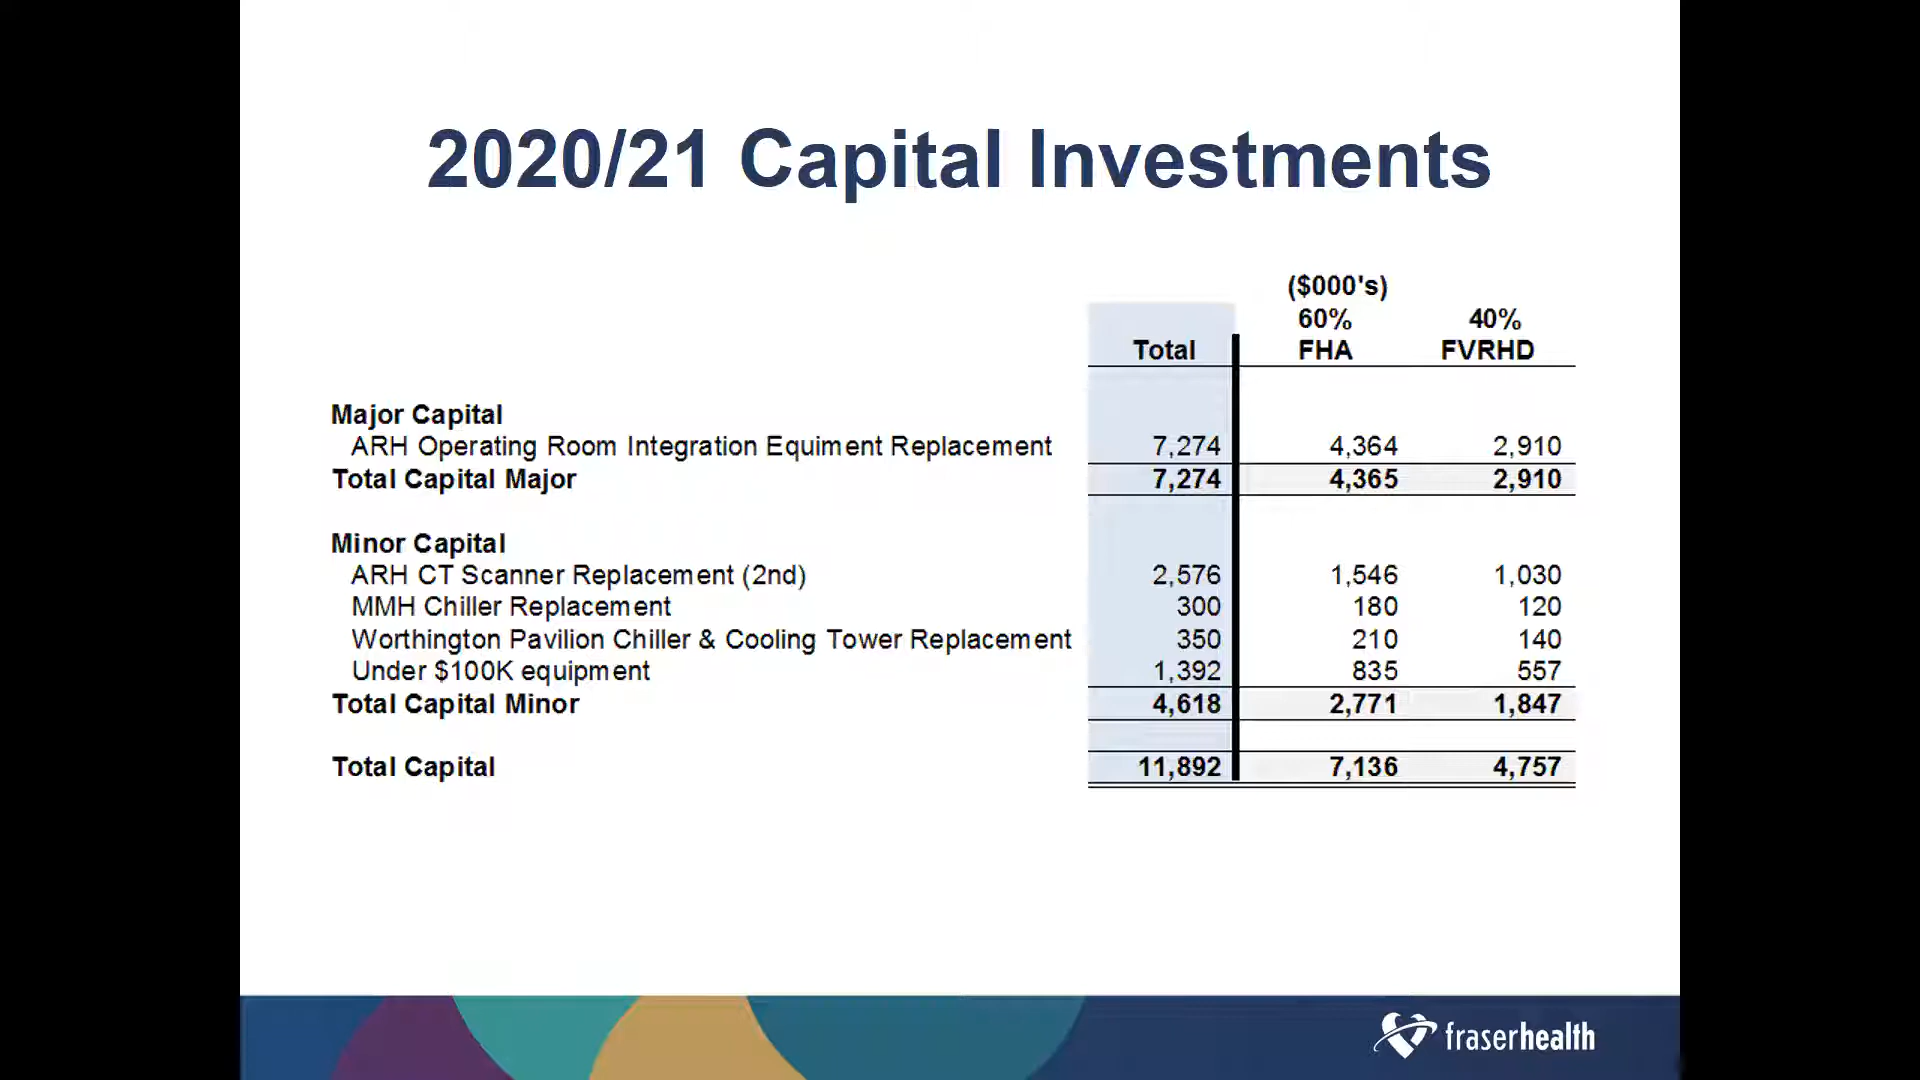 2020/21 Capital Investments
($000's)
60% 40%
Total FHA FVRHD
Major Capital
ARH Operating Room Integration Equiment Replacement 7,274 4,364 2,910
Total Capital Major 7,274 4,365 2,910
Minor Capital
ARH CT Scanner Replacement (2nd) 2,576 1,546 1,030
MMH Chiller Replacement 300 180 120
Worthington Pavilion Chiller & Cooling Tower Replacement 350 210 140
Under $100K equipment 1,392 835 557
Total Capital Minor 4,618 2,771 1,847
Total Capital 11,892 7,136 4,757
fraserhealth